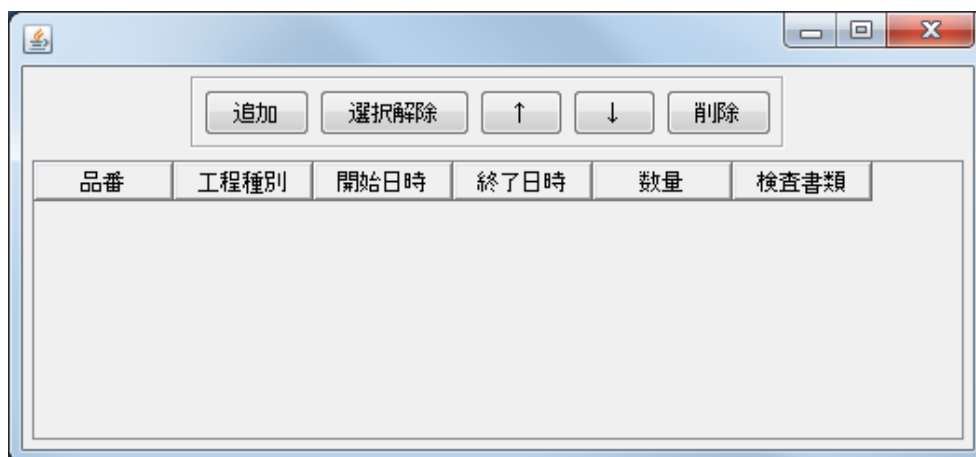 追加 選択解除 ↑ ↓ 削除
品番 工程種別 開始日時 終了日時 数量 検査書類